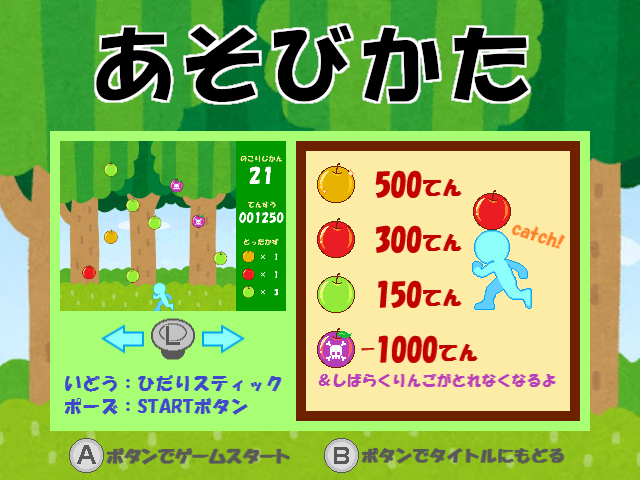 あそびかた
のこりじかん
21
てんすう
001250
とったかず
× 1
× 1
× 3
L
いどう：ひだりスティック
ポーズ：STARTボタン
500てん
300てん
150てん
-1000てん
&しばらくりんごがとれなくなるよ
catch!
A ボタンでゲームスタート
B ボタンでタイトルにもどる